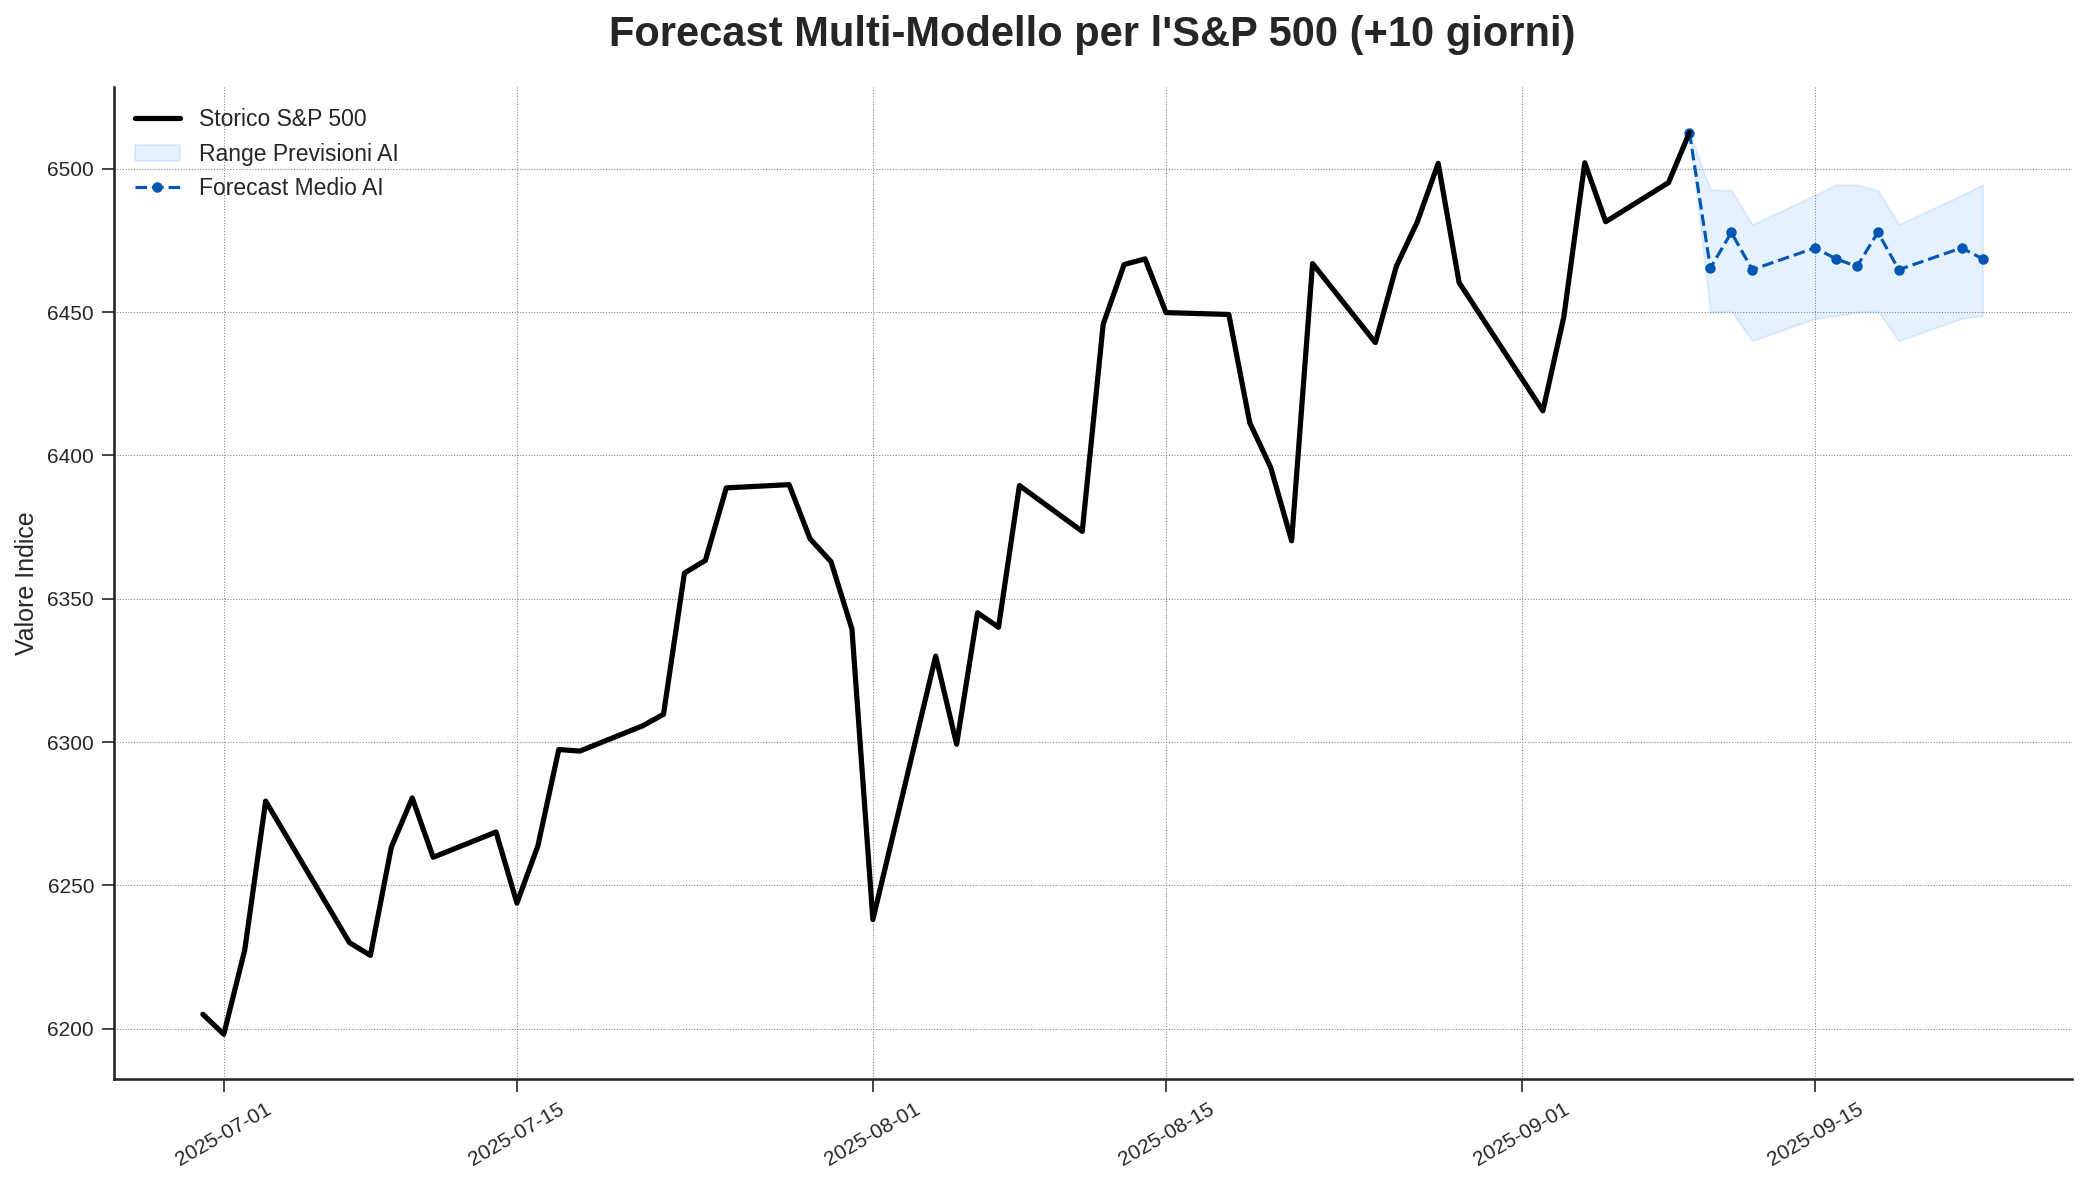 Forecast Multi-Modello per l'S&P 500 (+10 giorni)
Storico S&P 500
Range Previsioni AI
Forecast Medio AI
Valore Indice
6500
6450
6400
6350
6300
6250
6200
2025-07-01
2025-07-15
2025-08-01
2025-08-15
2025-09-01
2025-09-15